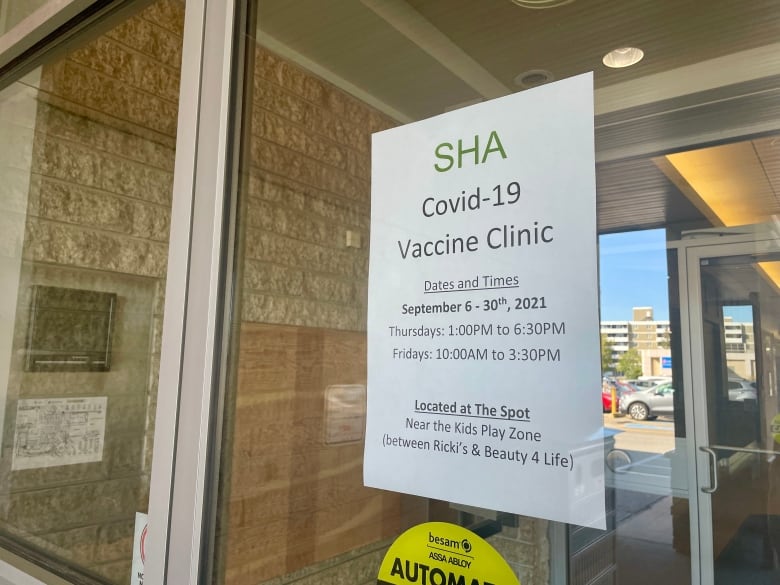 SHA
Covid-19
Vaccine Clinic
Dates and Times
September 6 - 30th, 2021
Thursdays: 1:00PM to 6:30PM
Fridays: 10:00AM to 3:30PM
Located at The Spot
Near the Kids Play Zone
(between Ricki's & Beauty 4 Life)
besam
ASSA ABLOY